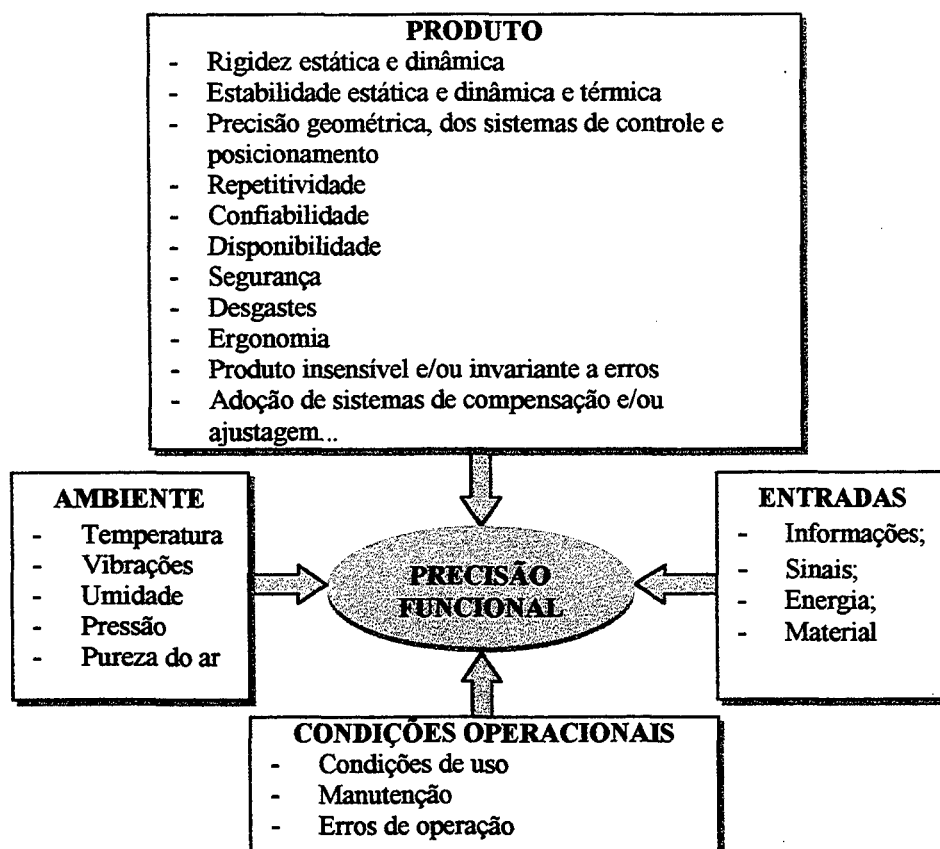 PRODUTO
- Rigidez estática e dinâmica
- Estabilidade estática e dinâmica e térmica
- Precisão geométrica, dos sistemas de controle e
posicionamento
- Repetitividade
- Confiabilidade
- Disponibilidade
- Segurança
- Desgastes
- Ergonomia
- Produto insensível e/ou invariante a erros
- Adoção de sistemas de compensação e/ou
ajustagem...
AMBIENTE
- Temperatura
- Vibrações
- Umidade
- Pressão
- Pureza do ar
PRECISÃO
FUNCIONAL
ENTRADAS
- Informações;
- Sinais;
- Energia;
- Material
CONDIÇÕES OPERACIONAIS
- Condições de uso
- Manutenção
- Erros de operação